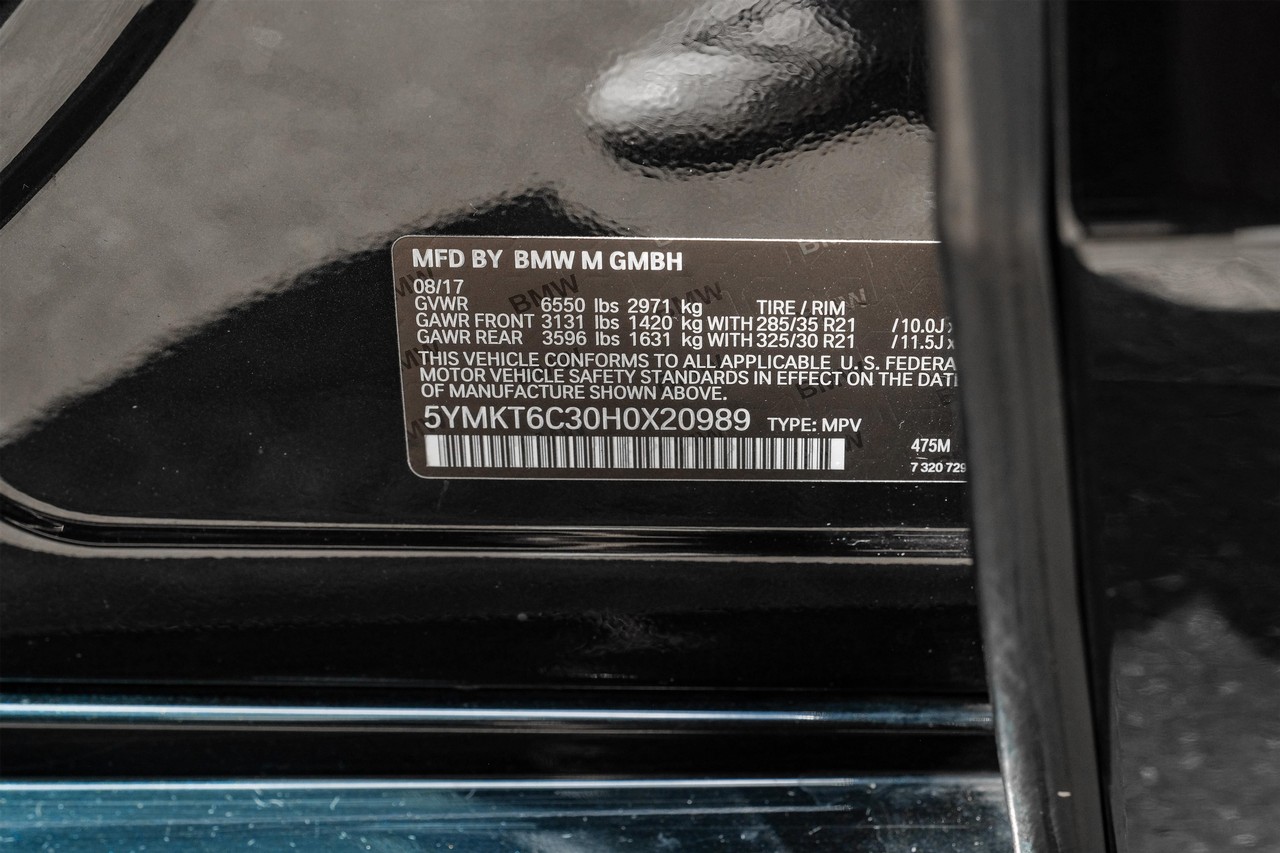 MFD BY BMW M GMBH
08/17
GVWR 6550 lbs 2971 kg TIRE / RIM
GAWR FRONT 3131 lbs 1420 kg WITH 285/35 R21 /10.0J
GAWR REAR 3596 lbs 1631 kg WITH 325/30 R21 /11.5J x
THIS VEHICLE CONFORMS TO ALL APPLICABLE U. S. FEDERA
MOTOR VEHICLE SAFETY STANDARDS IN EFFECT ON THE DAT
OF MANUFACTURE SHOWN ABOVE.
5YMKT6C30H0X20989 TYPE: MPV
475M
7 320 729